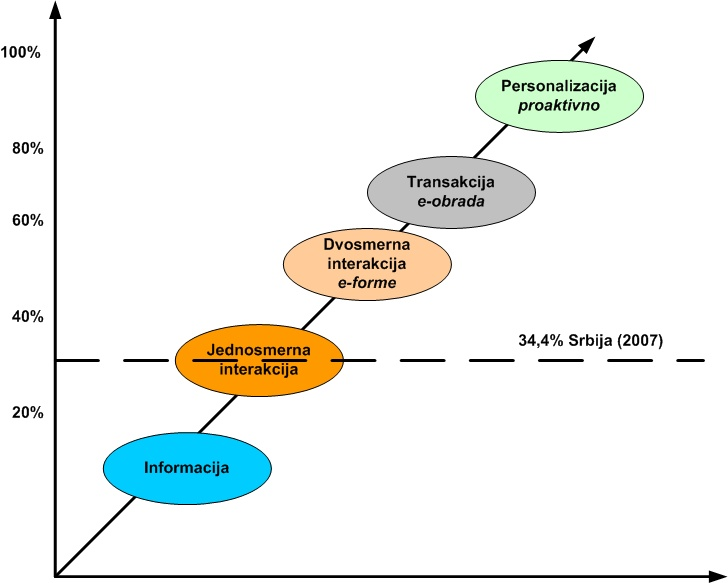 100%
Personalizacija
proaktivno
80%
Transakcija
e-obrada
60%
Dvosmerna
interakcija
e-forme
40%
34,4% Srbija (2007)
Jednosmerna
interakcija
20%
Informacija